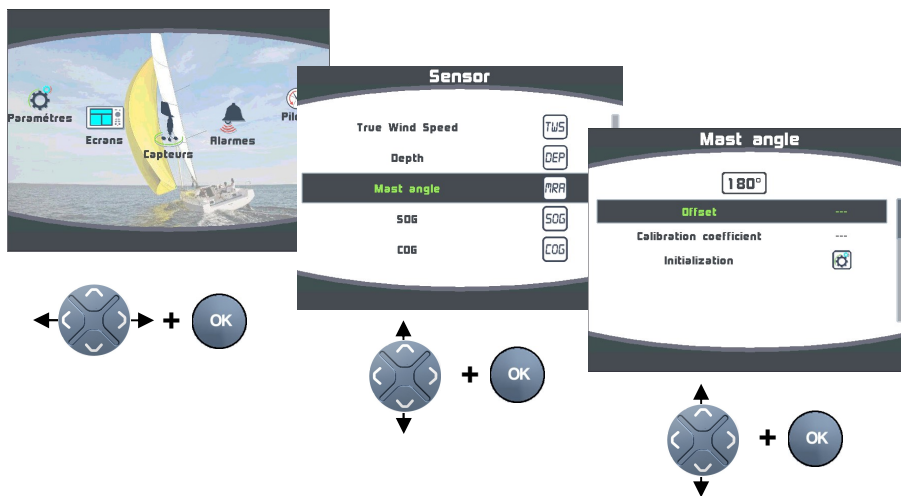 Paramétres
Ecrans
Capteurs
Alarmes
OK
Sensor
True Wind Speed TWS
Depth DEP
Mast angle MRA
SOG SOG
COG COG
+ OK
Mast angle
180°
Offset ---
Calibration coefficient ---
Initialization
+ OK